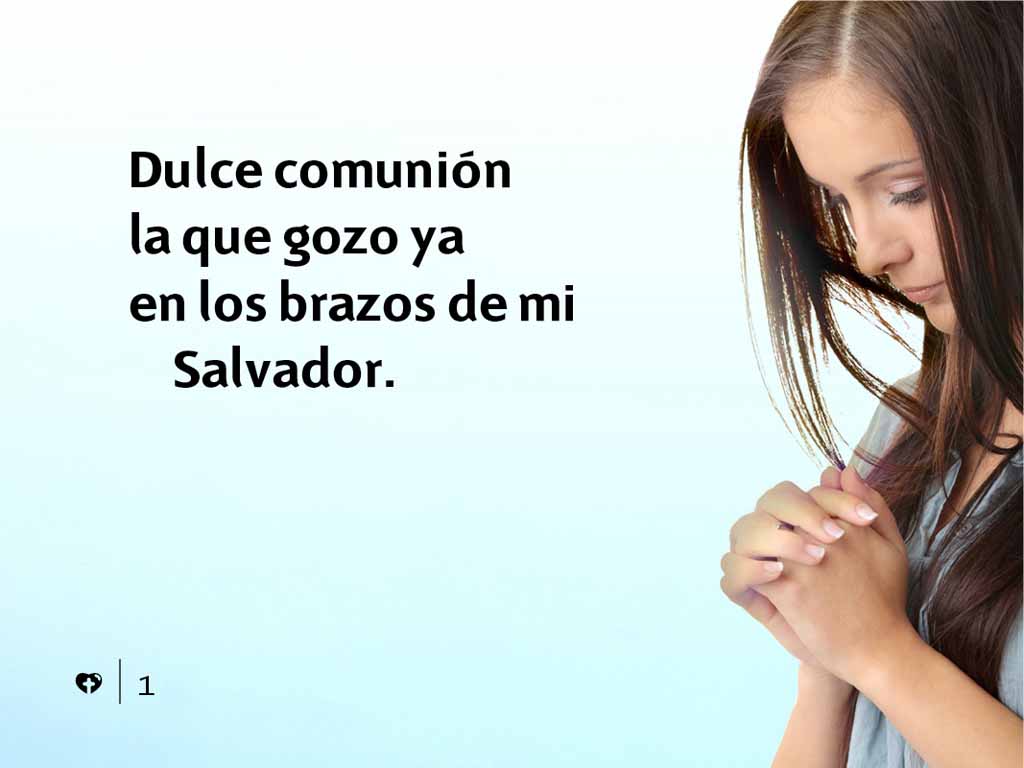 Dulce comunión
la que gozo ya
en los brazos de mi
Salvador.
1